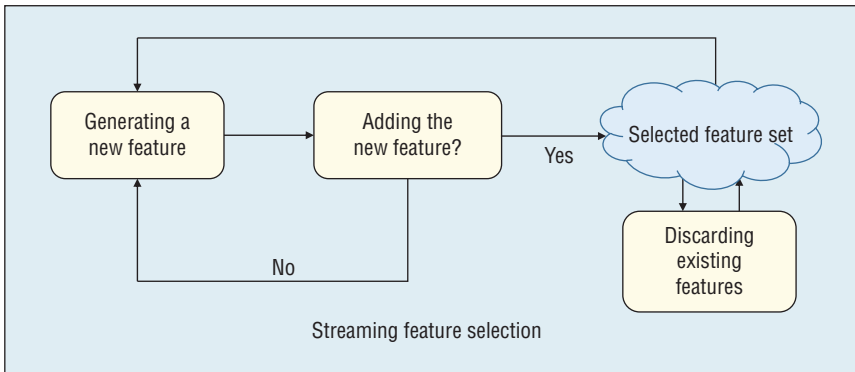 Generating a
new feature
Adding the
new feature?
Yes
Selected feature set
Discarding
existing
features
No
Streaming feature selection